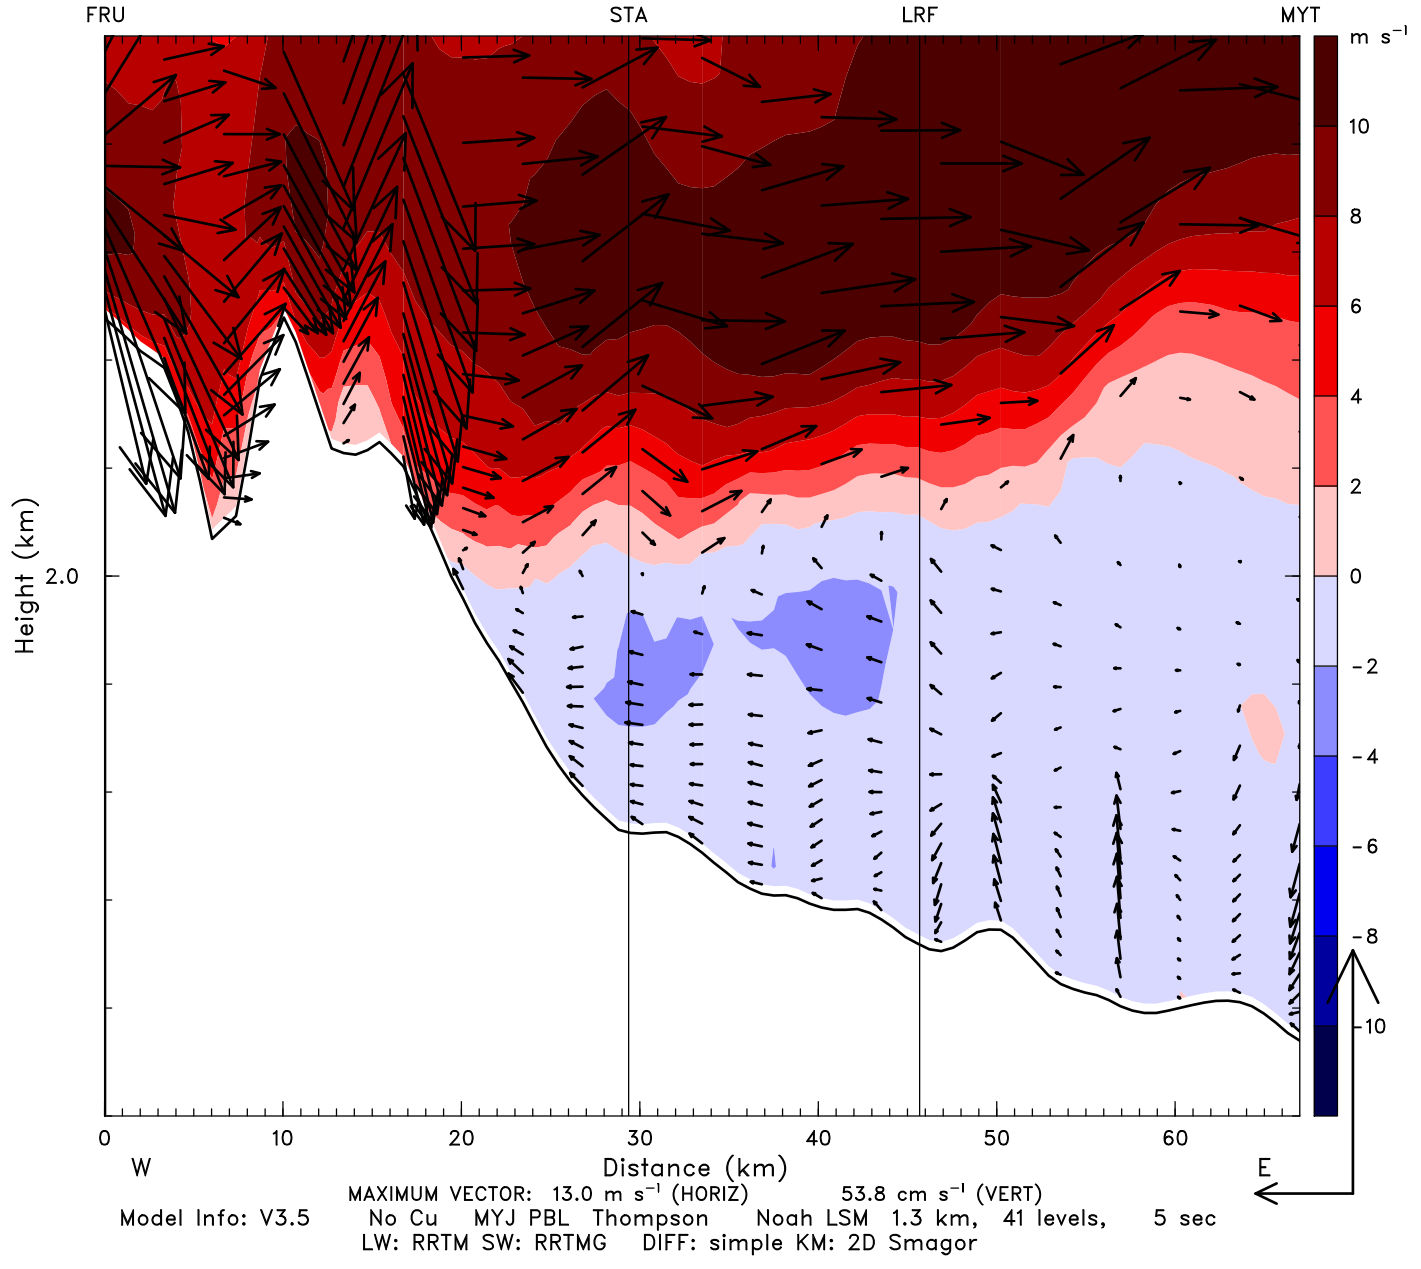 FRU STA LRF MYT
m s⁻¹
10
8
6
4
2
0
-2
-4
-6
-8
-10
Height (km)
2.0
0 10 20 30 40 50 60
W Distance (km) E
MAXIMUM VECTOR: 13.0 m s⁻¹ (HORIZ) 53.8 cm s⁻¹ (VERT)
Model Info: V3.5 No Cu MYJ PBL Thompson Noah LSM 1.3 km, 41 levels, 5 sec
LW: RRTM SW: RRTMG DIFF: simple KM: 2D Smagor